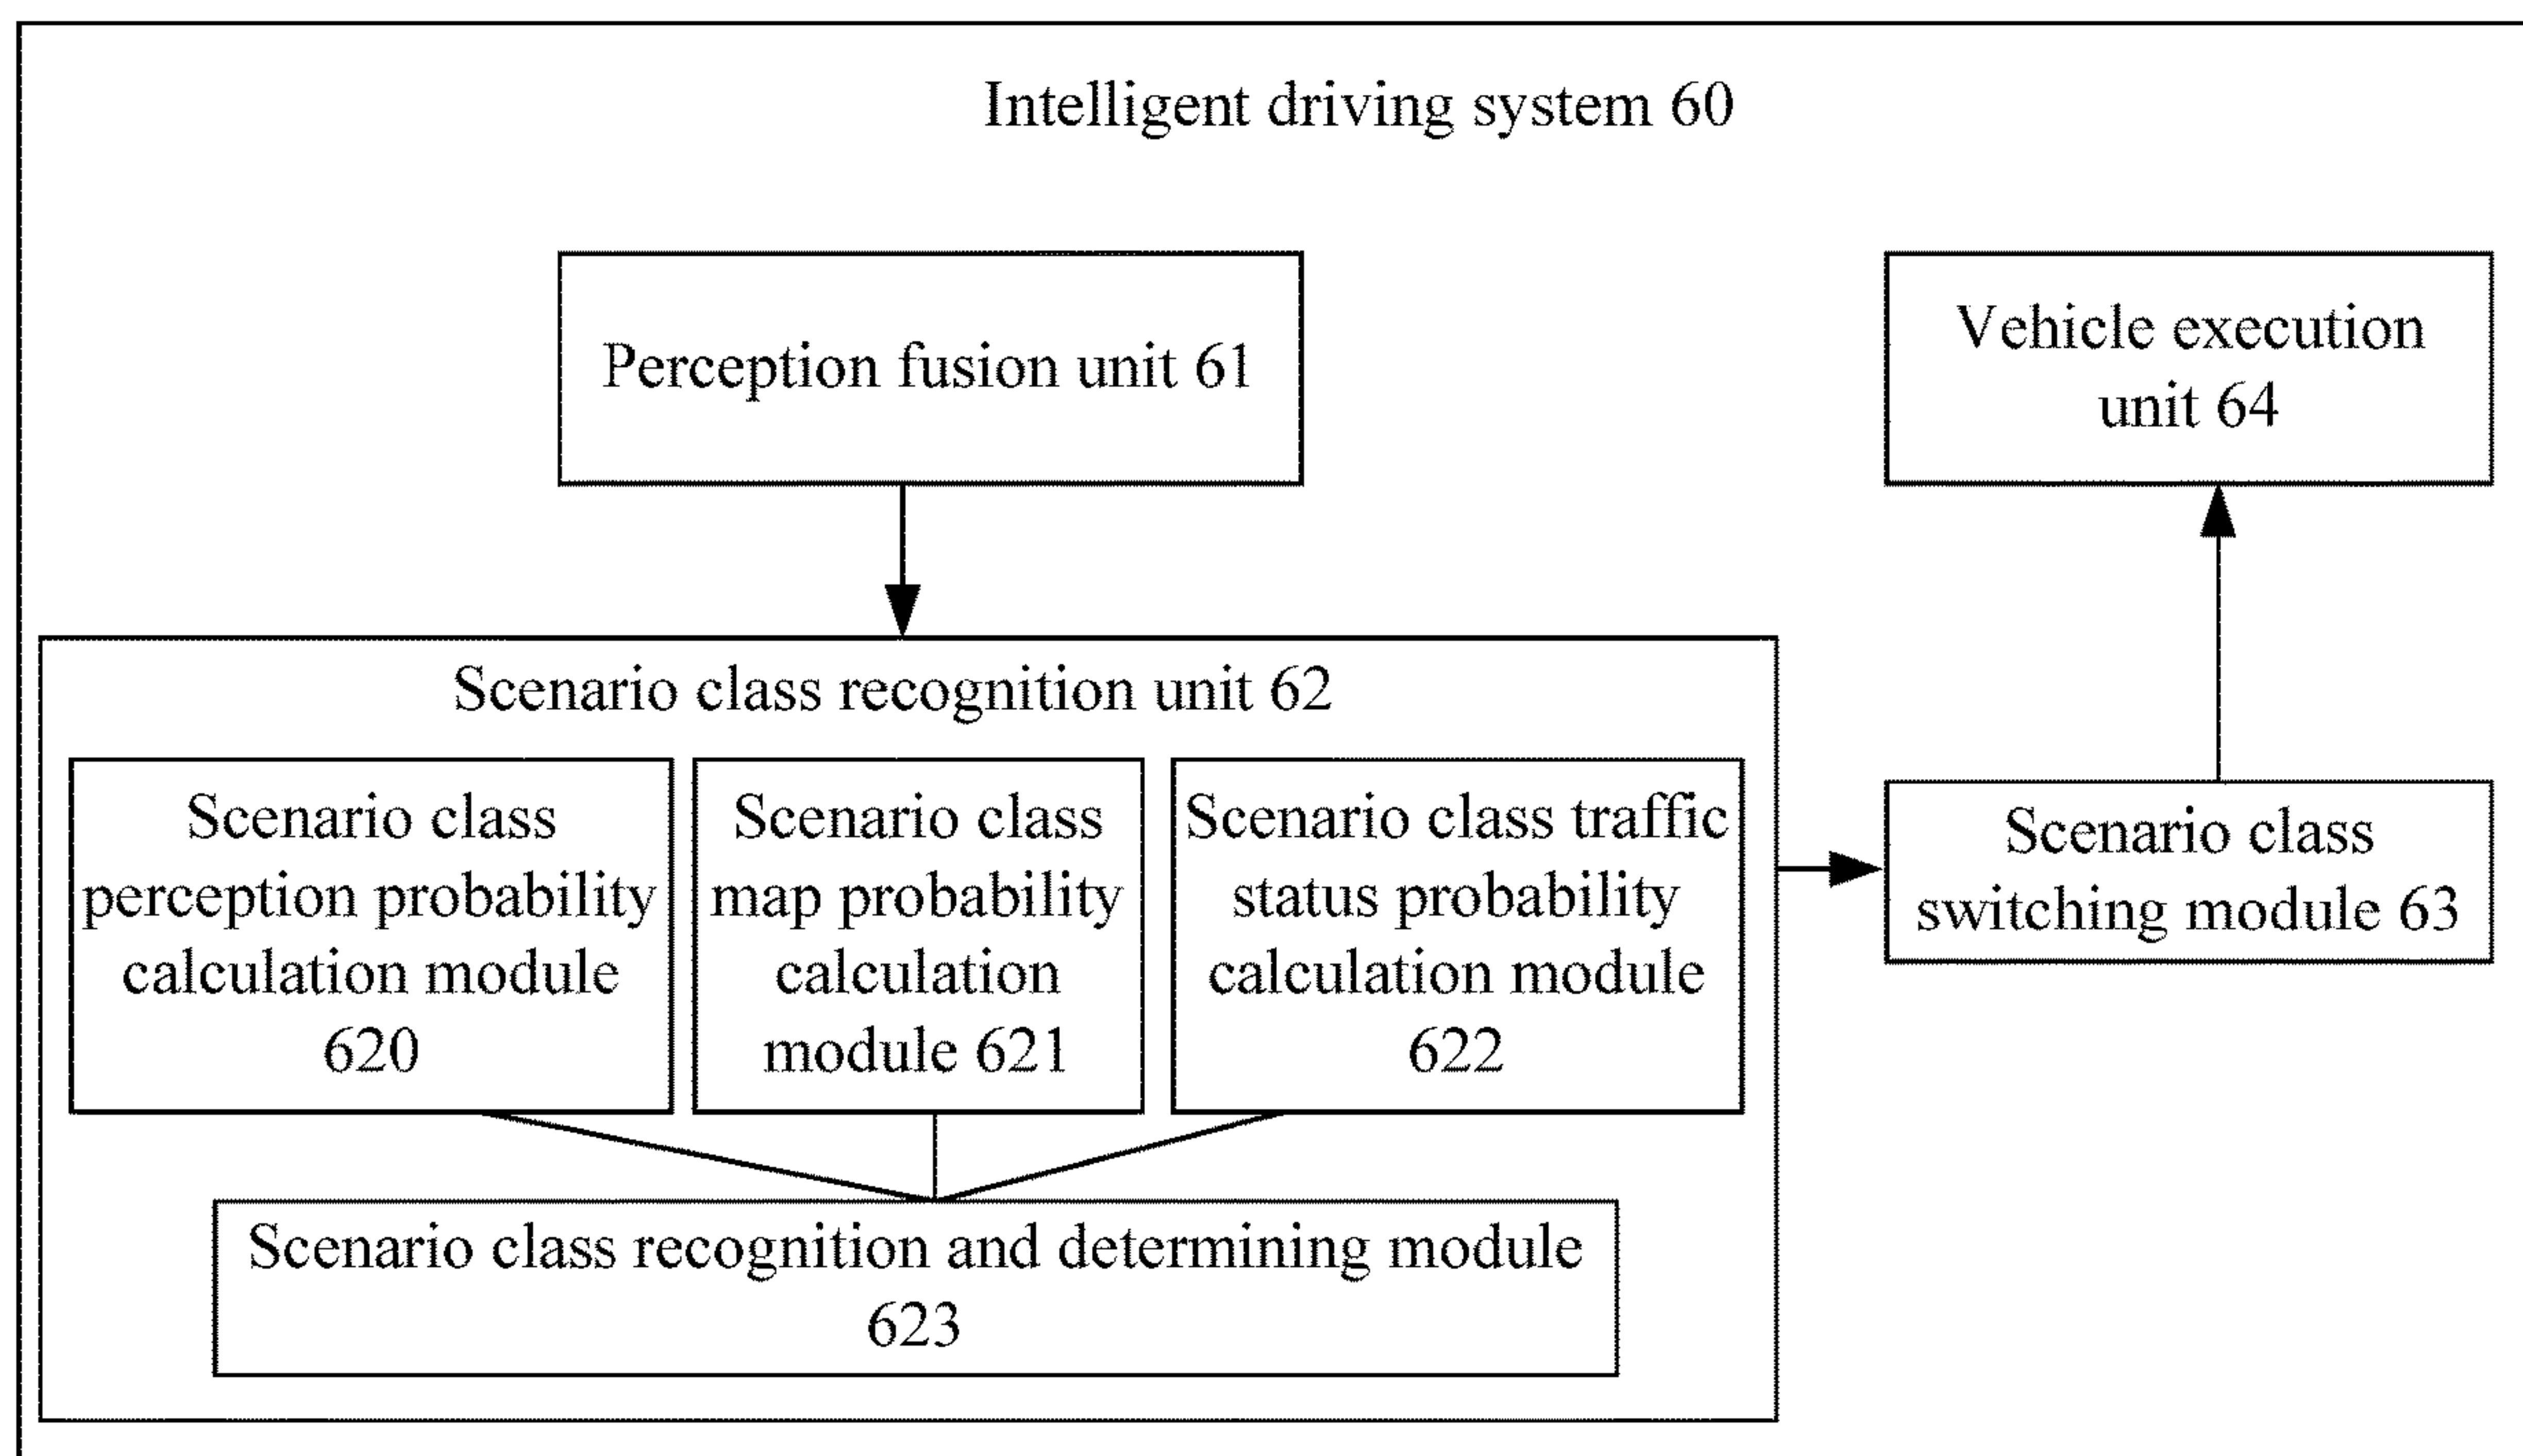 Intelligent driving system 60
Perception fusion unit 61
Vehicle execution
unit 64
Scenario class recognition unit 62
Scenario class
perception probability
calculation module
620
Scenario class
map probability
calculation
module 621
Scenario class traffic
status probability
calculation module
622
Scenario class
switching module 63
Scenario class recognition and determining module
623